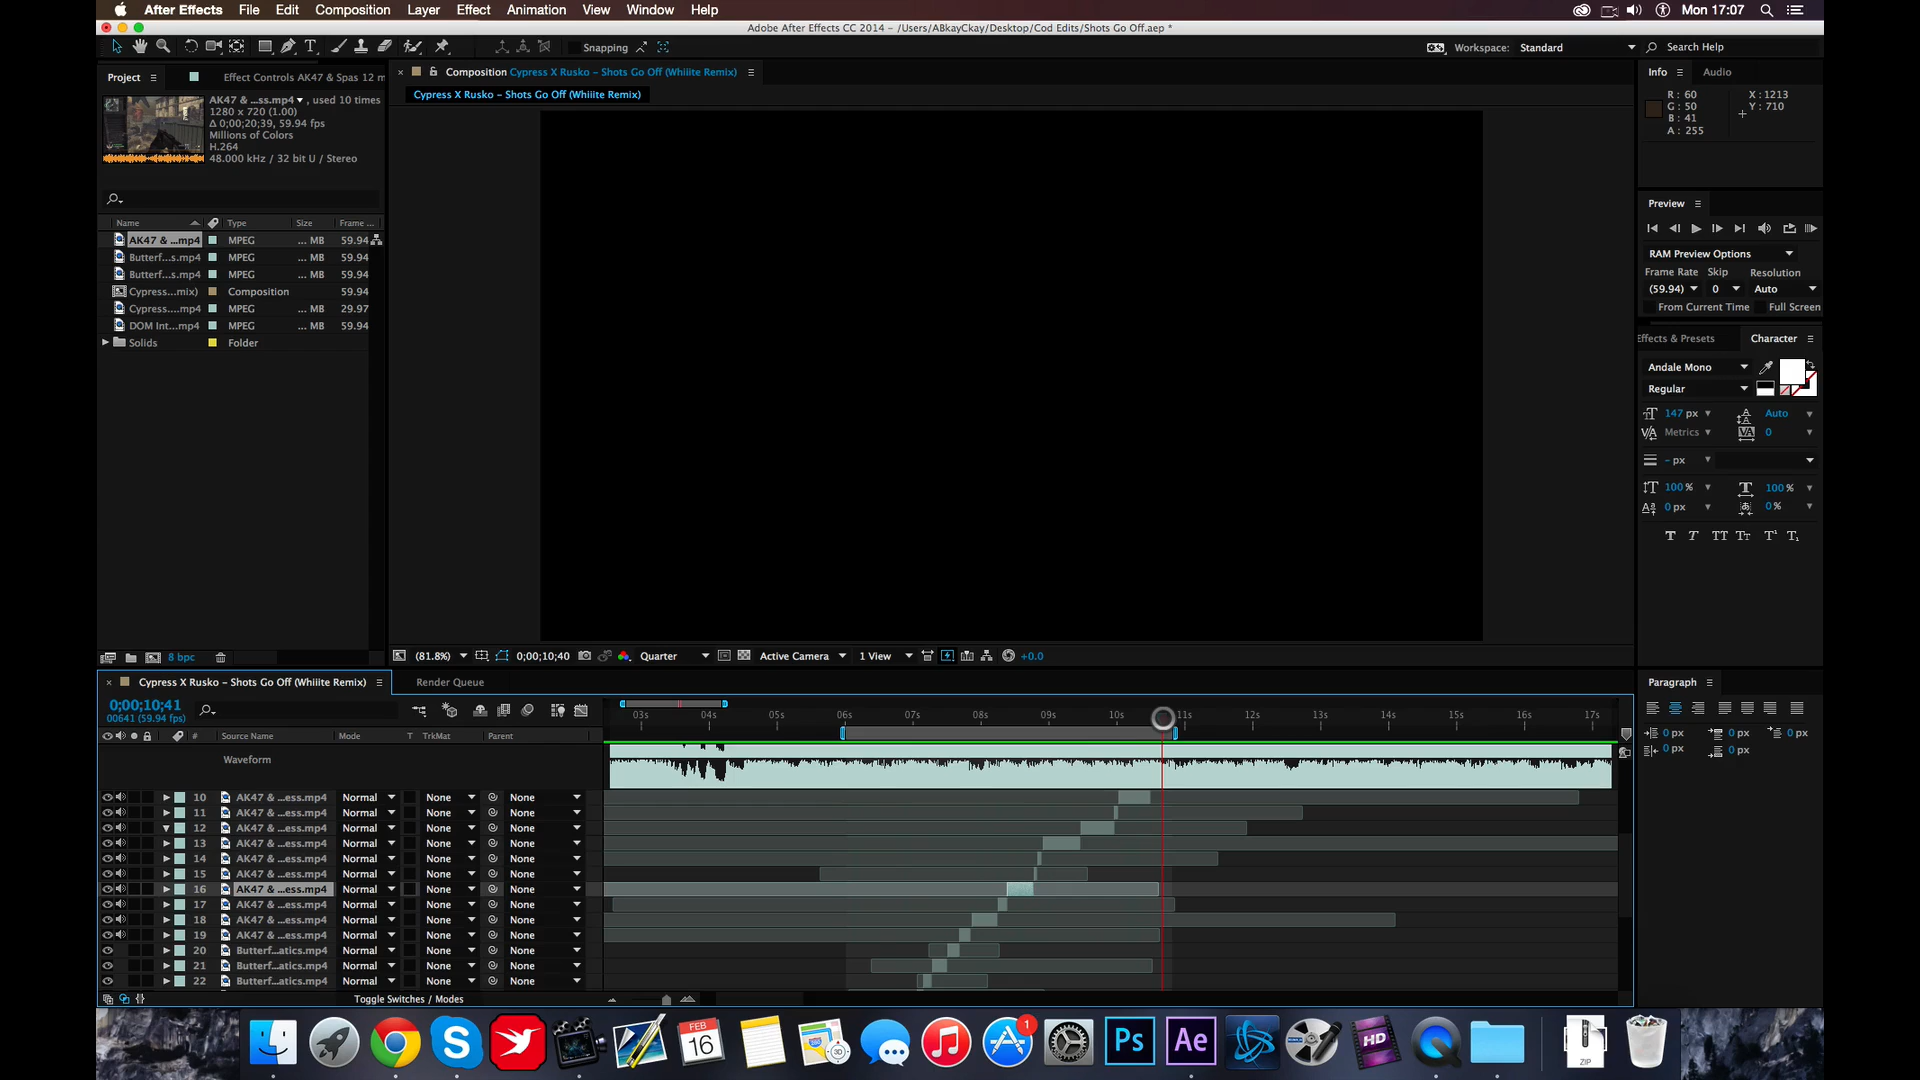 After Effects File Edit Composition Layer Effect Animation View Window Help Mon 17:07
Adobe After Effects CC 2014 – /Users/ABkayCkay/Desktop/Cod Edits/Shots Go Off.aep *
Snapping Workspace: Standard Search Help
Project Effect Controls AK47 & Spas 12 m
Composition Cypress X Rusko – Shots Go Off (Whiiite Remix)
Info Audio
Cypress X Rusko – Shots Go Off (Whiiite Remix)
AK47 & ...ss.mp4 , used 10 times
1280 x 720 (1.00)
Δ 0;00;20;39, 59.94 fps
Millions of Colors
H.264
48.000 kHz / 32 bit U / Stereo
R: 60 X: 1213
G: 50 Y: 710
B: 41
A: 255
Preview
Name Type Size Frame ...
AK47 & ...mp4 MPEG ... MB 59.94
Butterf...s.mp4 MPEG ... MB 59.94
Butterf...s.mp4 MPEG ... MB 59.94
Cypress...mix) Composition 59.94
Cypress....mp4 MPEG ... MB 29.97
DOM Int...mp4 MPEG ... MB 59.94
Solids Folder
RAM Preview Options
Frame Rate Skip Resolution
(59.94) 0 Auto
From Current Time Full Screen
Effects & Presets Character
Andale Mono
Regular
147 px Auto
Metrics 0
- px
100 % 100 %
0 px 0 %
T T TT Tт T¹ T₁
8 bpc
(81.8%) 0;00;10;40 Quarter Active Camera 1 View +0.0
Cypress X Rusko – Shots Go Off (Whiiite Remix) Render Queue
Paragraph
0;00;10;41
00641 (59.94 fps)
03s 04s 05s 06s 07s 08s 09s 10s 11s 12s 13s 14s 15s 16s 17s
0 px 0 px 0 px
0 px 0 px
# Source Name Mode T TrkMat Parent
Waveform
10 AK47 & ...ess.mp4 Normal None None
11 AK47 & ...ess.mp4 Normal None None
12 AK47 & ...ess.mp4 Normal None None
13 AK47 & ...ess.mp4 Normal None None
14 AK47 & ...ess.mp4 Normal None None
15 AK47 & ...ess.mp4 Normal None None
16 AK47 & ...ess.mp4 Normal None None
17 AK47 & ...ess.mp4 Normal None None
18 AK47 & ...ess.mp4 Normal None None
19 AK47 & ...ess.mp4 Normal None None
20 Butterf...atics.mp4 Normal None None
21 Butterf...atics.mp4 Normal None None
22 Butterf...atics.mp4 Normal None None
Toggle Switches / Modes
FEB
16
3D
1
Ps
Ae
HD
ZIP